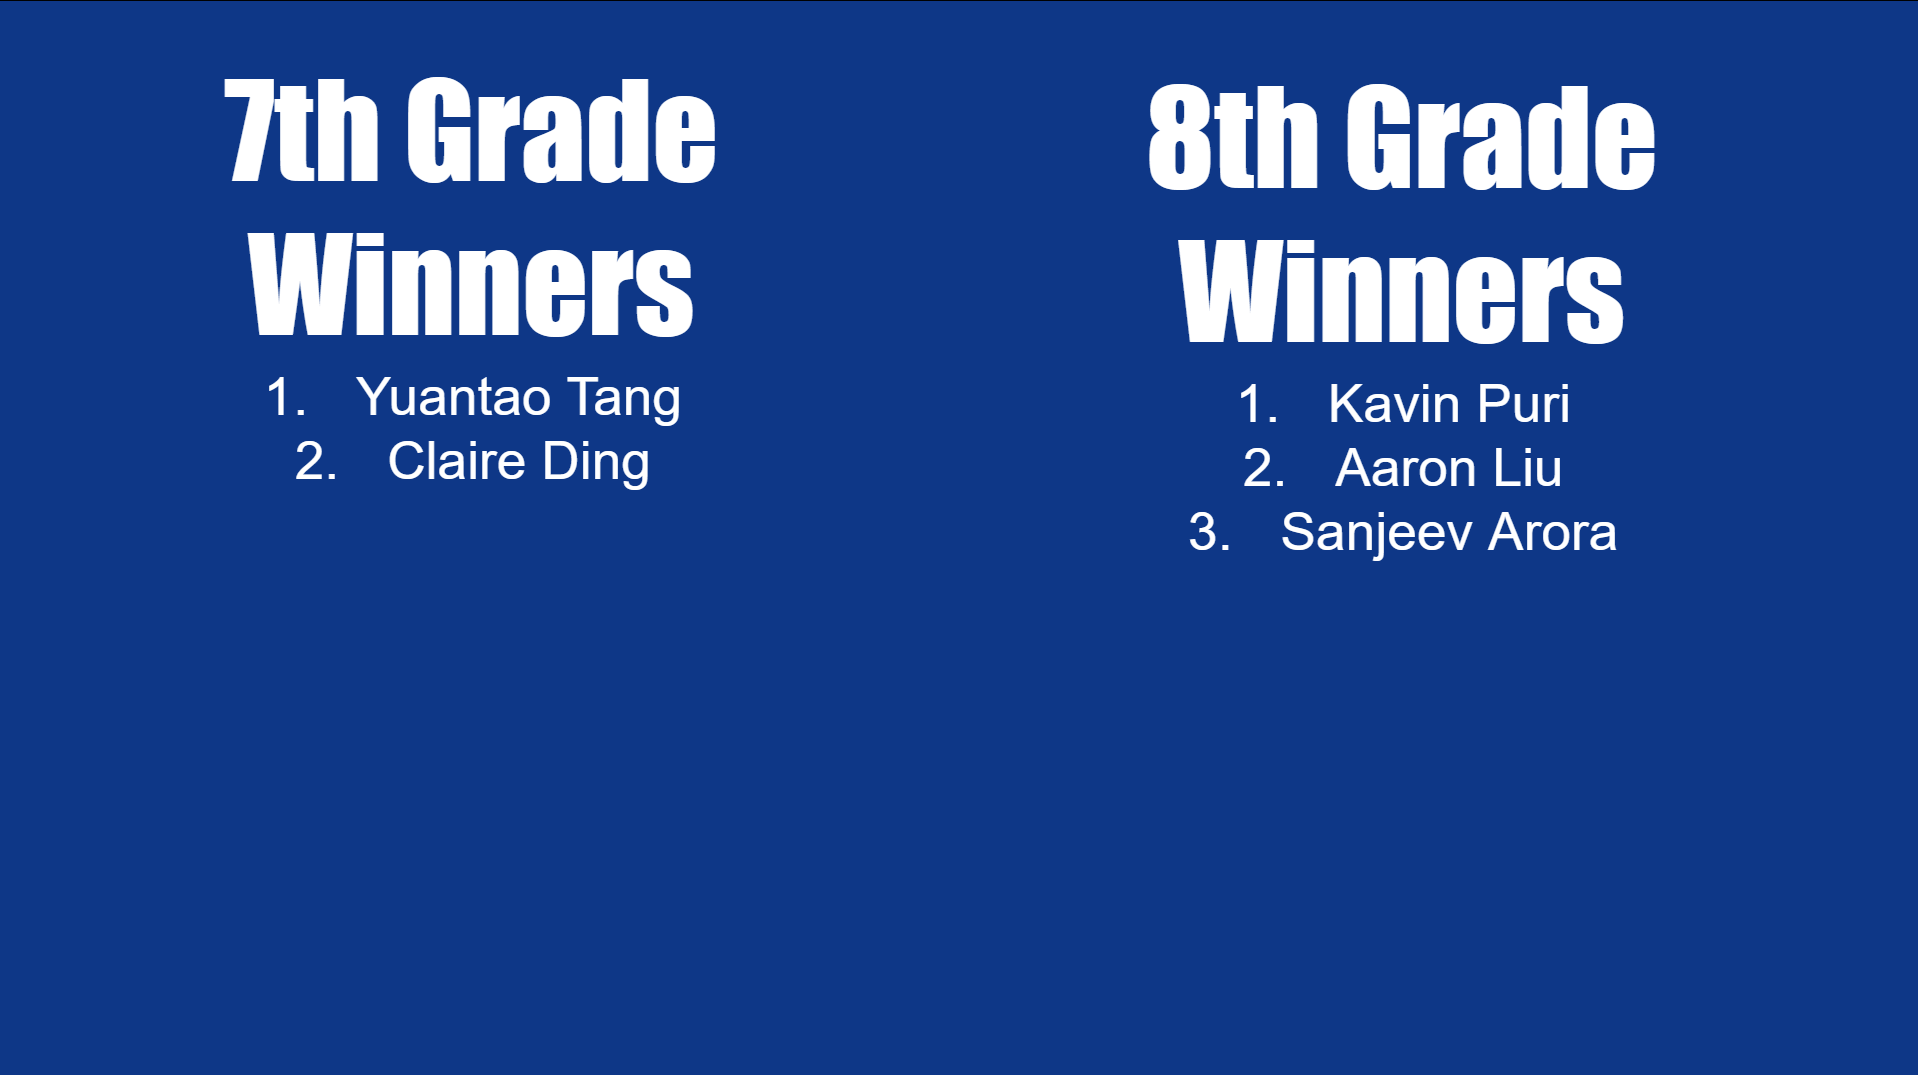 7th Grade
Winners
1. Yuantao Tang
2. Claire Ding
8th Grade
Winners
1. Kavin Puri
2. Aaron Liu
3. Sanjeev Arora